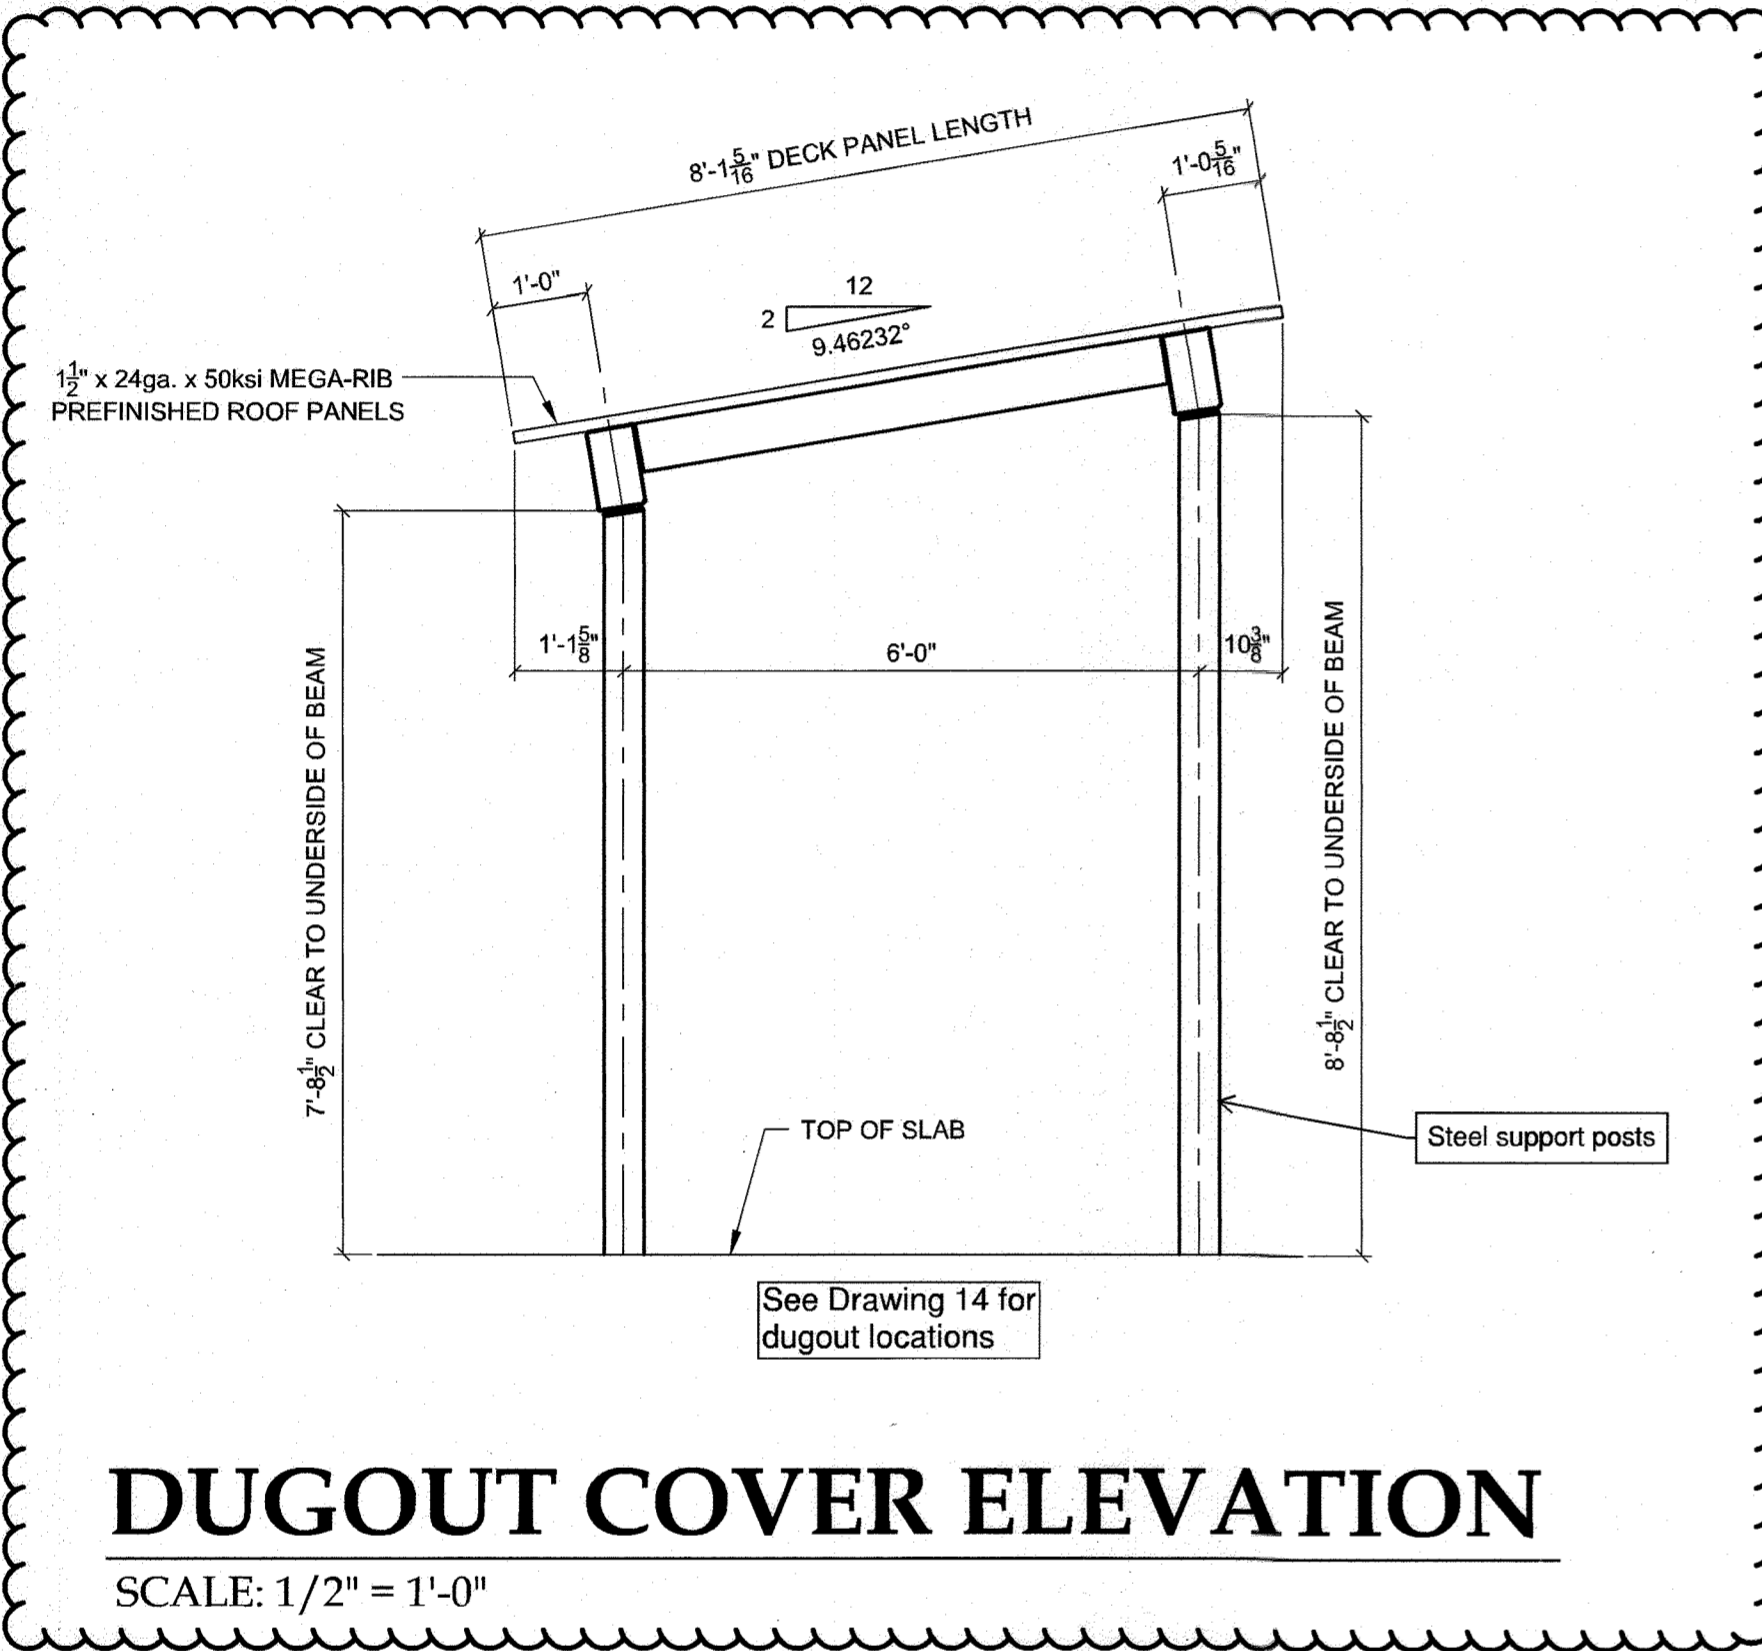 8'-1 5/16" DECK PANEL LENGTH
1'-0 5/16"
1'-0"
12
2
9.46232°
1 1/2" x 24ga. x 50ksi MEGA-RIB
PREFINISHED ROOF PANELS
1'-1 5/8"
6'-0"
10 3/8"
7'-8 1/2" CLEAR TO UNDERSIDE OF BEAM
8'-8 1/2" CLEAR TO UNDERSIDE OF BEAM
TOP OF SLAB
Steel support posts
See Drawing 14 for
dugout locations
DUGOUT COVER ELEVATION
SCALE: 1/2" = 1'-0"